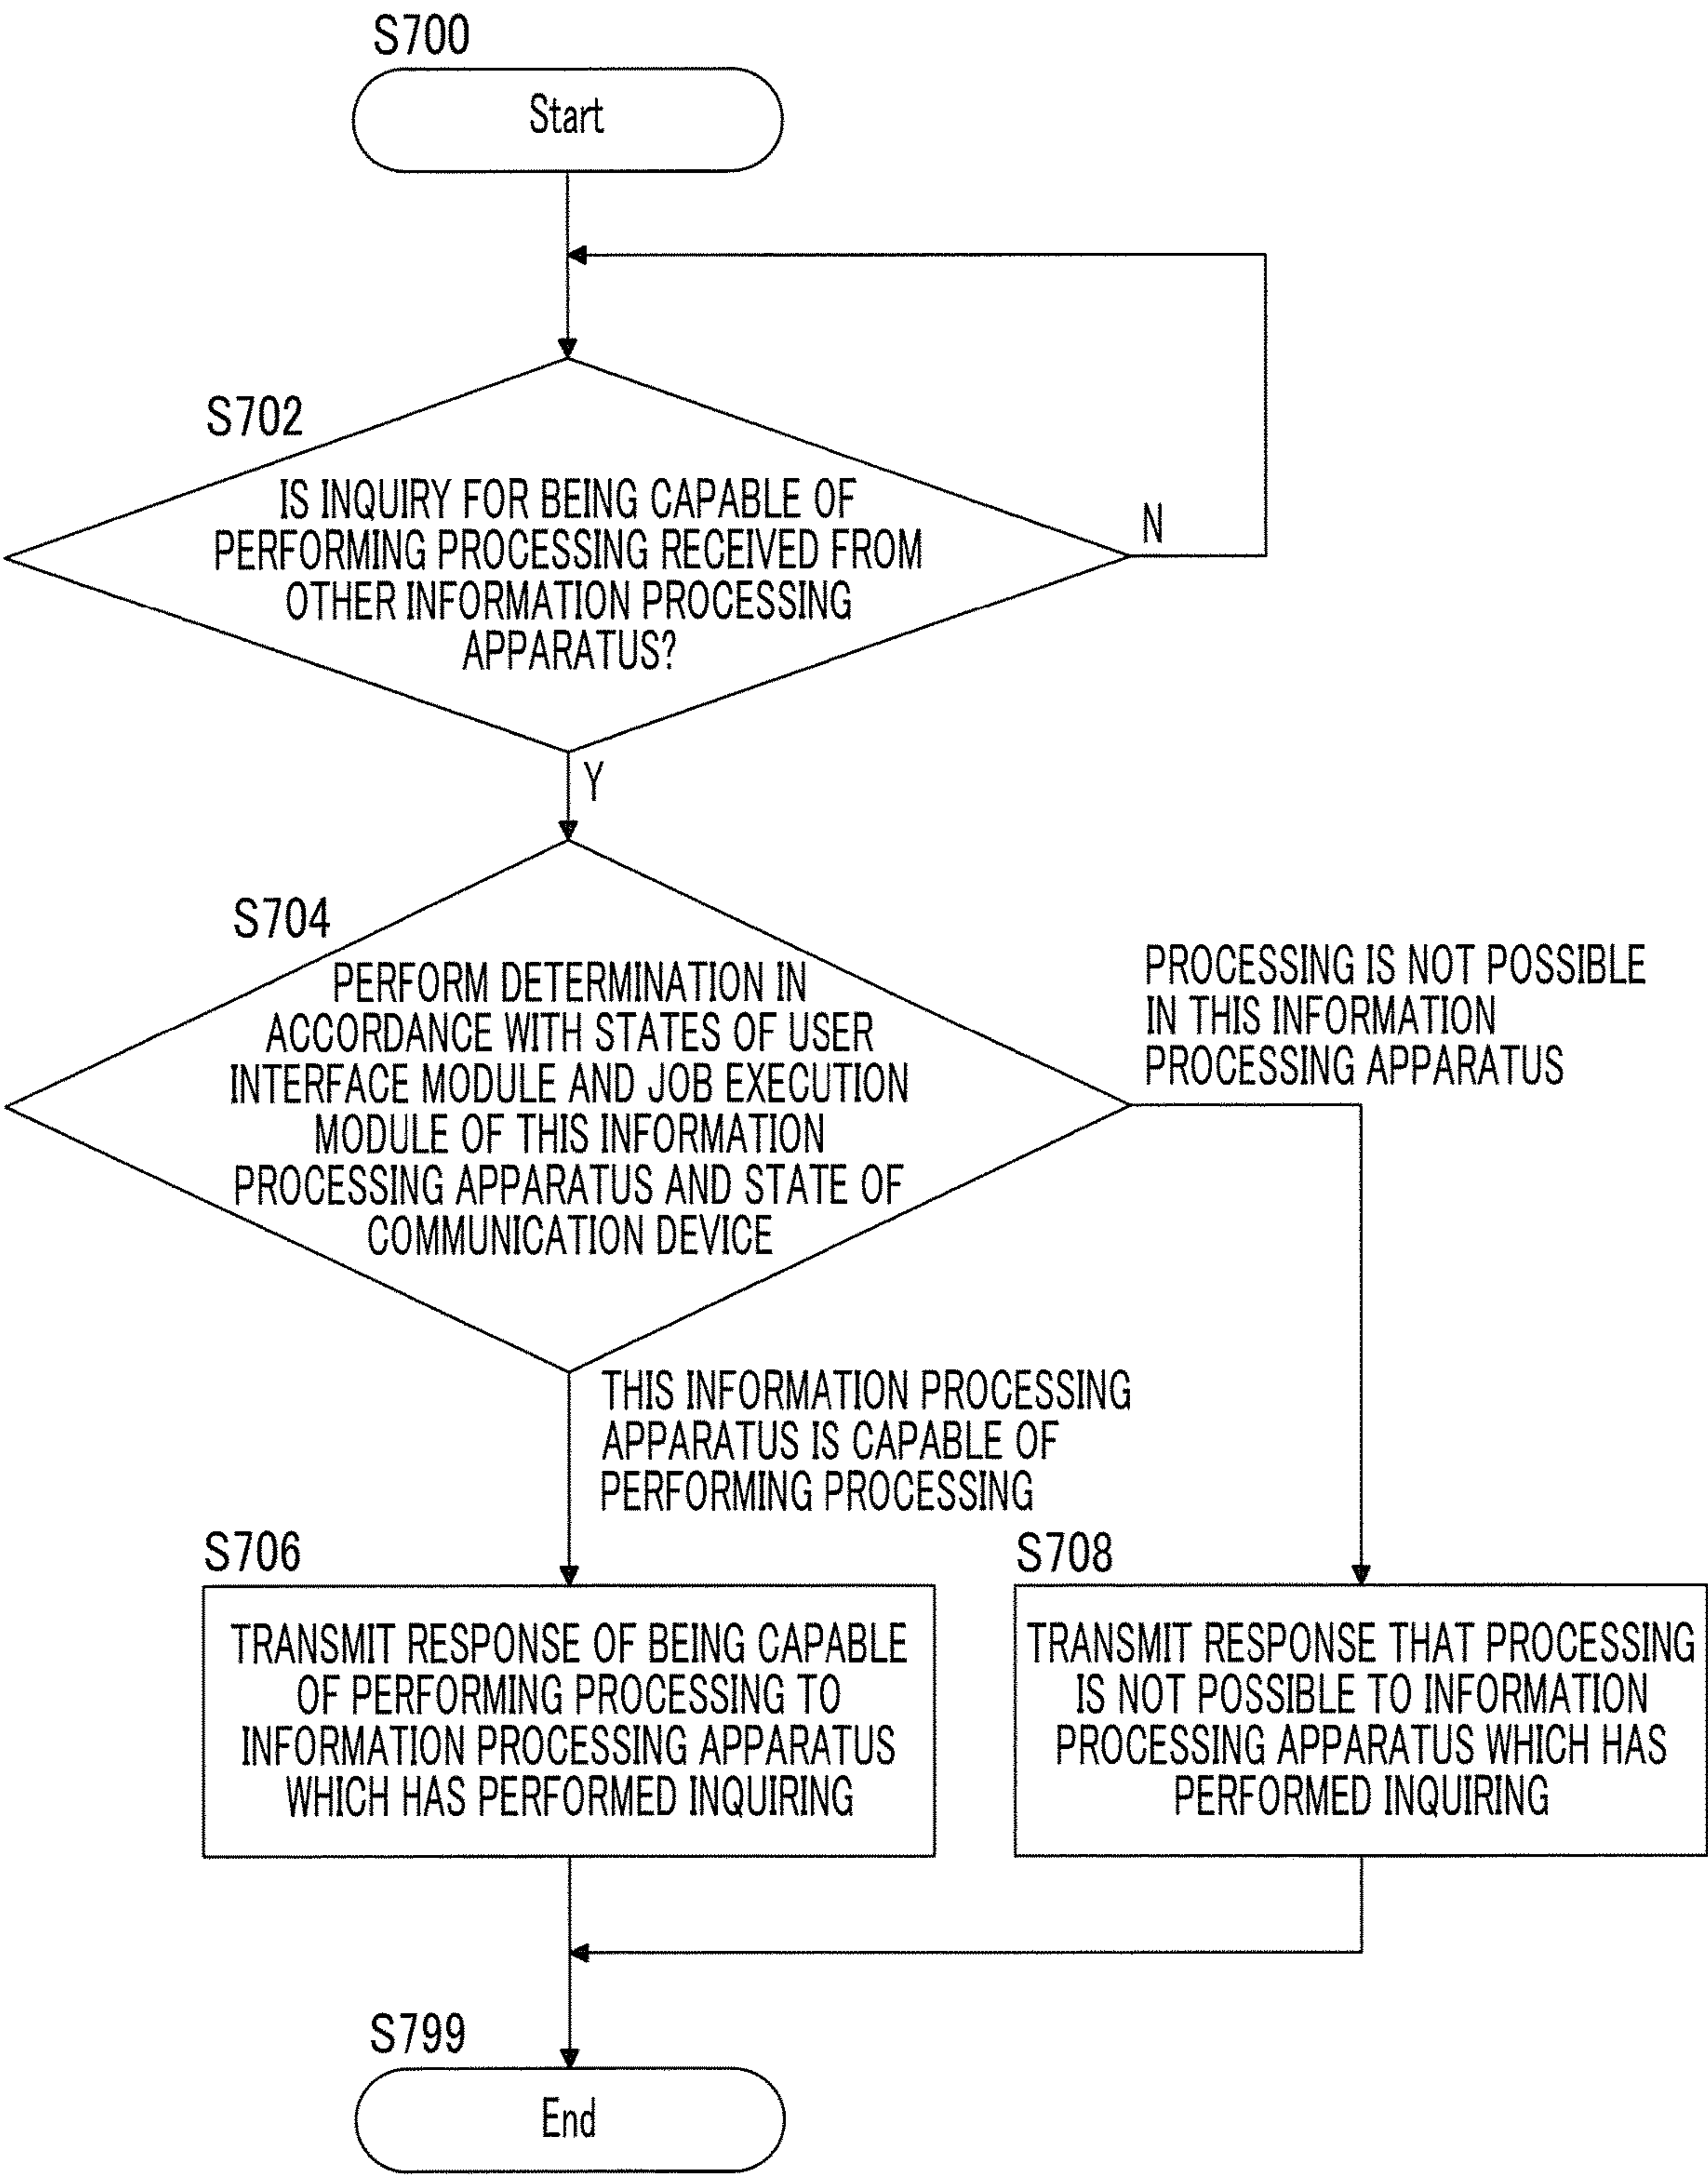 S700
Start
S702
IS INQUIRY FOR BEING CAPABLE OF
PERFORMING PROCESSING RECEIVED FROM
OTHER INFORMATION PROCESSING
APPARATUS?
N
Y
S704
PERFORM DETERMINATION IN
ACCORDANCE WITH STATES OF USER
INTERFACE MODULE AND JOB EXECUTION
MODULE OF THIS INFORMATION
PROCESSING APPARATUS AND STATE OF
COMMUNICATION DEVICE
PROCESSING IS NOT POSSIBLE
IN THIS INFORMATION
PROCESSING APPARATUS
THIS INFORMATION PROCESSING
APPARATUS IS CAPABLE OF
PERFORMING PROCESSING
S706
TRANSMIT RESPONSE OF BEING CAPABLE
OF PERFORMING PROCESSING TO
INFORMATION PROCESSING APPARATUS
WHICH HAS PERFORMED INQUIRING
S708
TRANSMIT RESPONSE THAT PROCESSING
IS NOT POSSIBLE TO INFORMATION
PROCESSING APPARATUS WHICH HAS
PERFORMED INQUIRING
S799
End